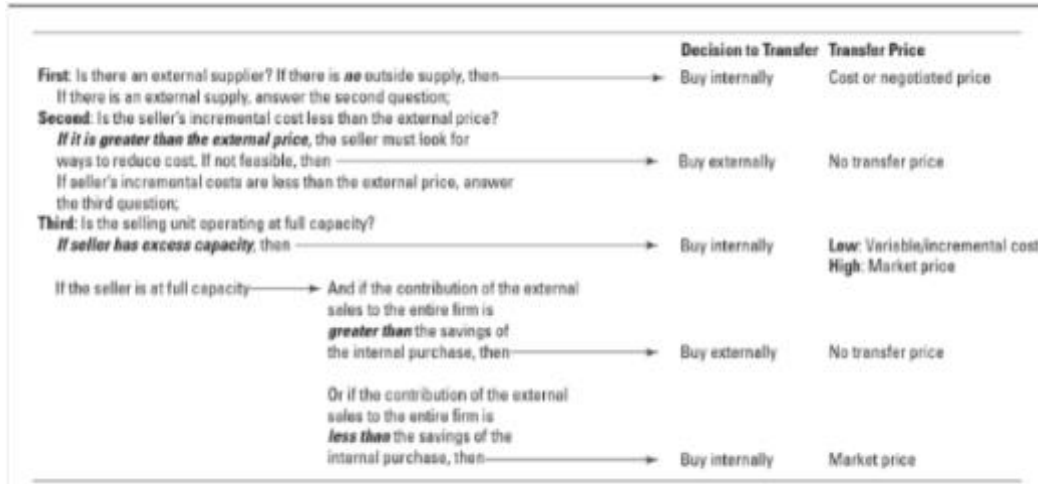 Decision to Transfer Transfer Price
First: Is there an external supplier? If there is no outside supply, then Buy internally Cost or negotiated price
If there is an external supply, answer the second question;
Second: Is the seller's incremental cost less than the external price?
If it is greater than the external price, the seller must look for
ways to reduce cost. If not feasible, then Buy externally No transfer price
If seller's incremental costs are less than the external price, answer
the third question;
Third: Is the selling unit operating at full capacity?
If seller has excess capacity, then Buy internally Low: Variable/incremental cost
High: Market price
If the seller is at full capacity And if the contribution of the external
sales to the entire firm is
greater than the savings of
the internal purchase, then Buy externally No transfer price
Or if the contribution of the external
sales to the entire firm is
less than the savings of the
internal purchase, then Buy internally Market price